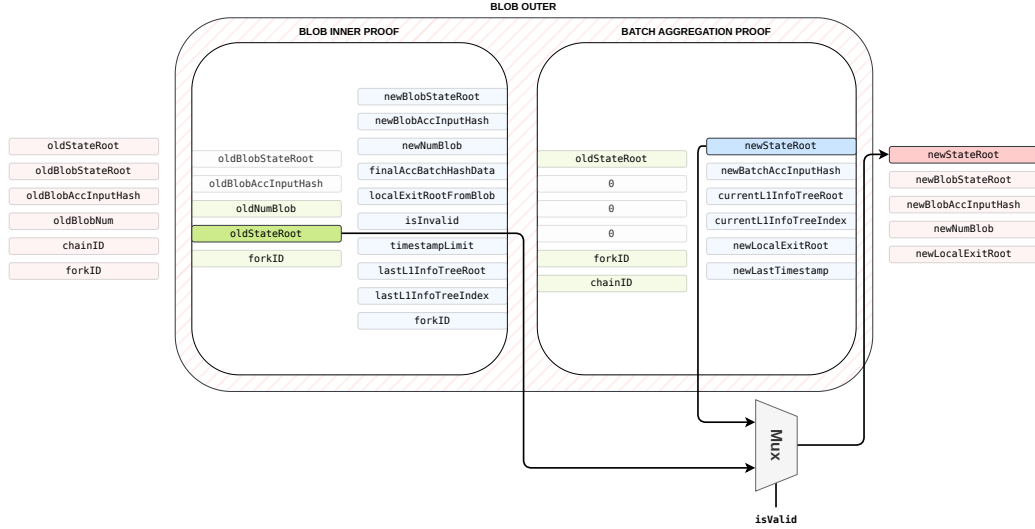 BLOB OUTER
BLOB INNER PROOF
BATCH AGGREGATION PROOF
oldStateRoot
oldBlobStateRoot
oldBlobAccInputHash
oldBlobNum
chainID
forkID
oldBlobStateRoot
oldBlobAccInputHash
oldNumBlob
oldStateRoot
forkID
newBlobStateRoot
newBlobAccInputHash
newNumBlob
finalAccBatchHashData
localExitRootFromBlob
isInvalid
timestampLimit
lastL1InfoTreeRoot
lastL1InfoTreeIndex
forkID
oldStateRoot
0
0
0
forkID
chainID
newStateRoot
newBatchAccInputHash
currentL1InfoTreeRoot
currentL1InfoTreeIndex
newLocalExitRoot
newLastTimestamp
newStateRoot
newBlobStateRoot
newBlobAccInputHash
newNumBlob
newLocalExitRoot
Mux
isValid